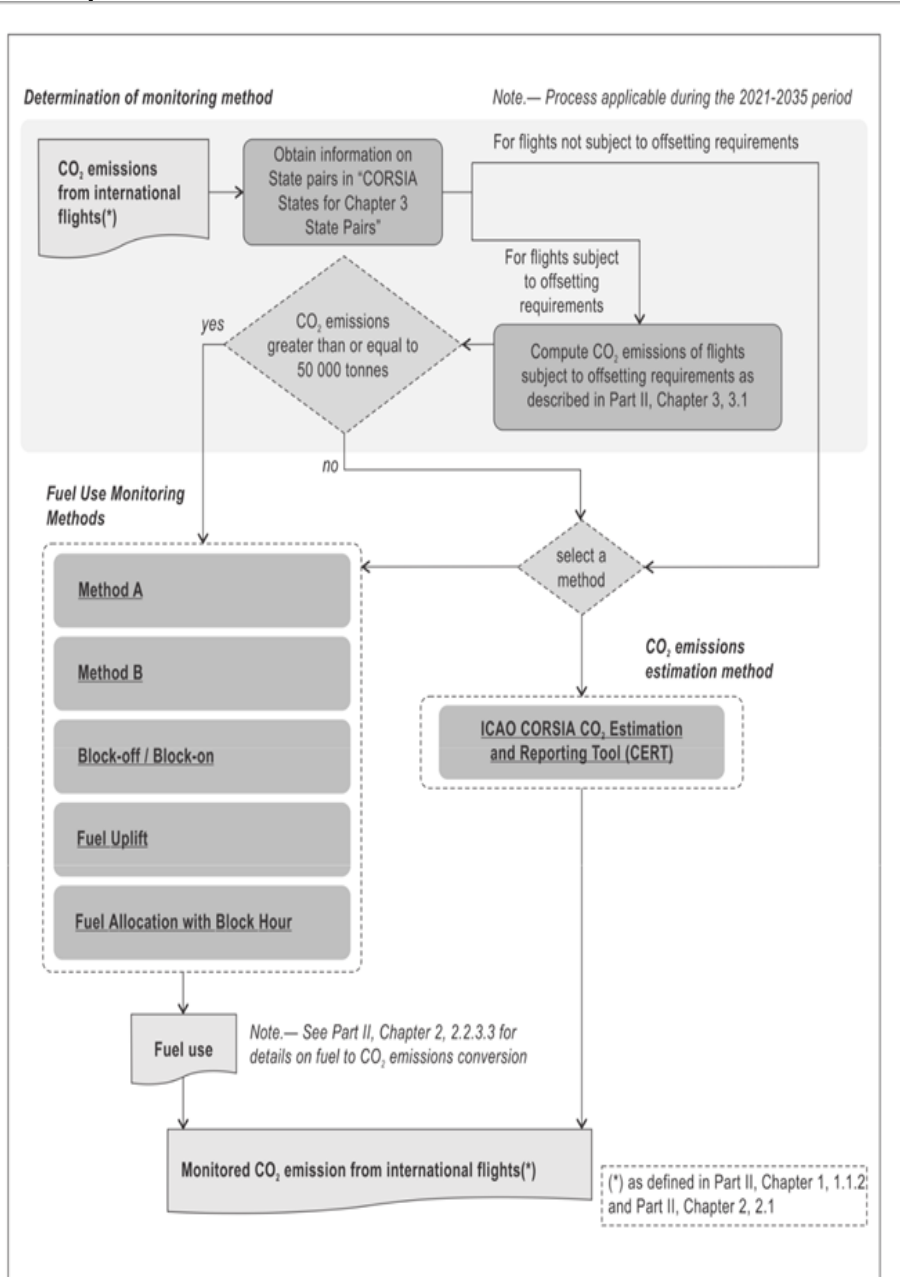 Determination of monitoring method
Note.— Process applicable during the 2021-2035 period
CO₂ emissions
from international
flights(*)
Obtain information on
State pairs in “CORSIA
States for Chapter 3
State Pairs”
For flights not subject to offsetting requirements
For flights subject
to offsetting
requirements
yes
CO₂ emissions
greater than or equal to
50 000 tonnes
Compute CO₂ emissions of flights
subject to offsetting requirements as
described in Part II, Chapter 3, 3.1
no
Fuel Use Monitoring
Methods
select a
method
Method A
Method B
Block-off / Block-on
Fuel Uplift
Fuel Allocation with Block Hour
CO₂ emissions
estimation method
ICAO CORSIA CO₂ Estimation
and Reporting Tool (CERT)
Fuel use
Note.— See Part II, Chapter 2, 2.2.3.3 for
details on fuel to CO₂ emissions conversion
Monitored CO₂ emission from international flights(*)
(*) as defined in Part II, Chapter 1, 1.1.2
and Part II, Chapter 2, 2.1